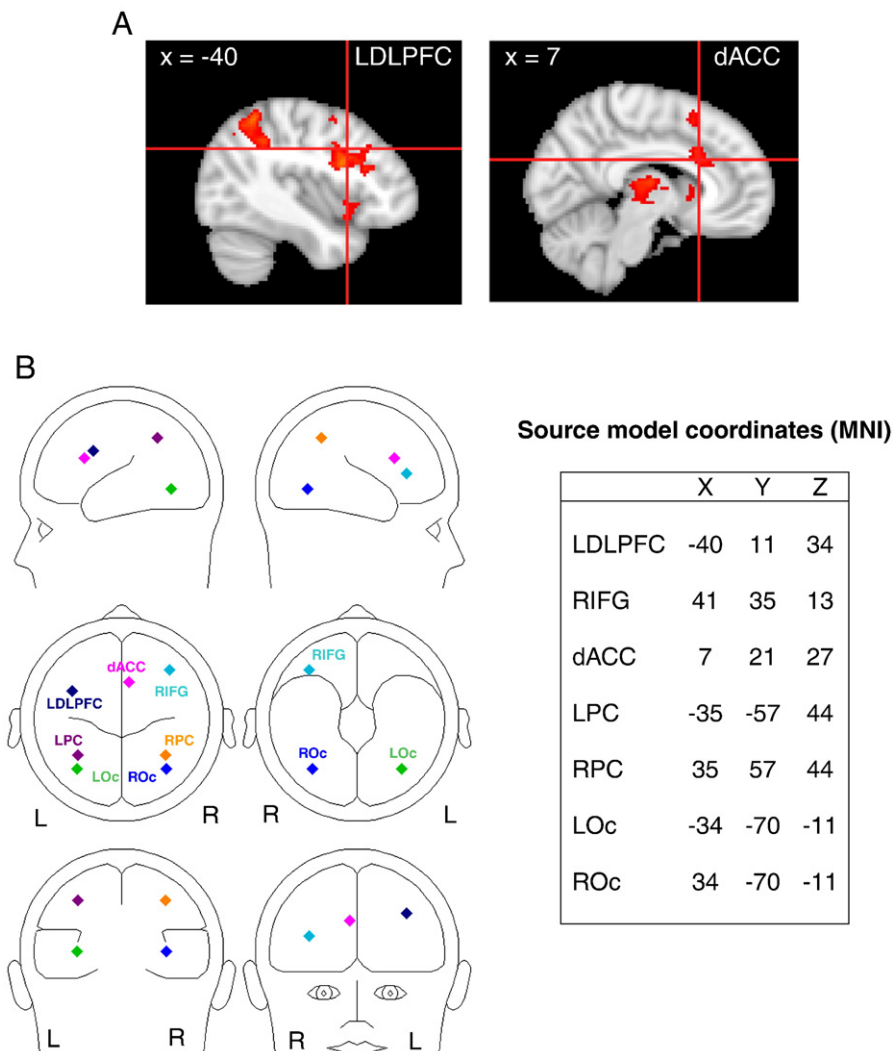 A
x = -40 LDLPFC
x = 7 dACC
B
dACC
RIFG
LDLPFC
LPC
RPC
LOc
ROc
L
R
RIFG
ROc
LOc
R
L
L
R
R
L
Source model coordinates (MNI)
X Y Z
LDLPFC -40 11 34
RIFG 41 35 13
dACC 7 21 27
LPC -35 -57 44
RPC 35 57 44
LOc -34 -70 -11
ROc 34 -70 -11